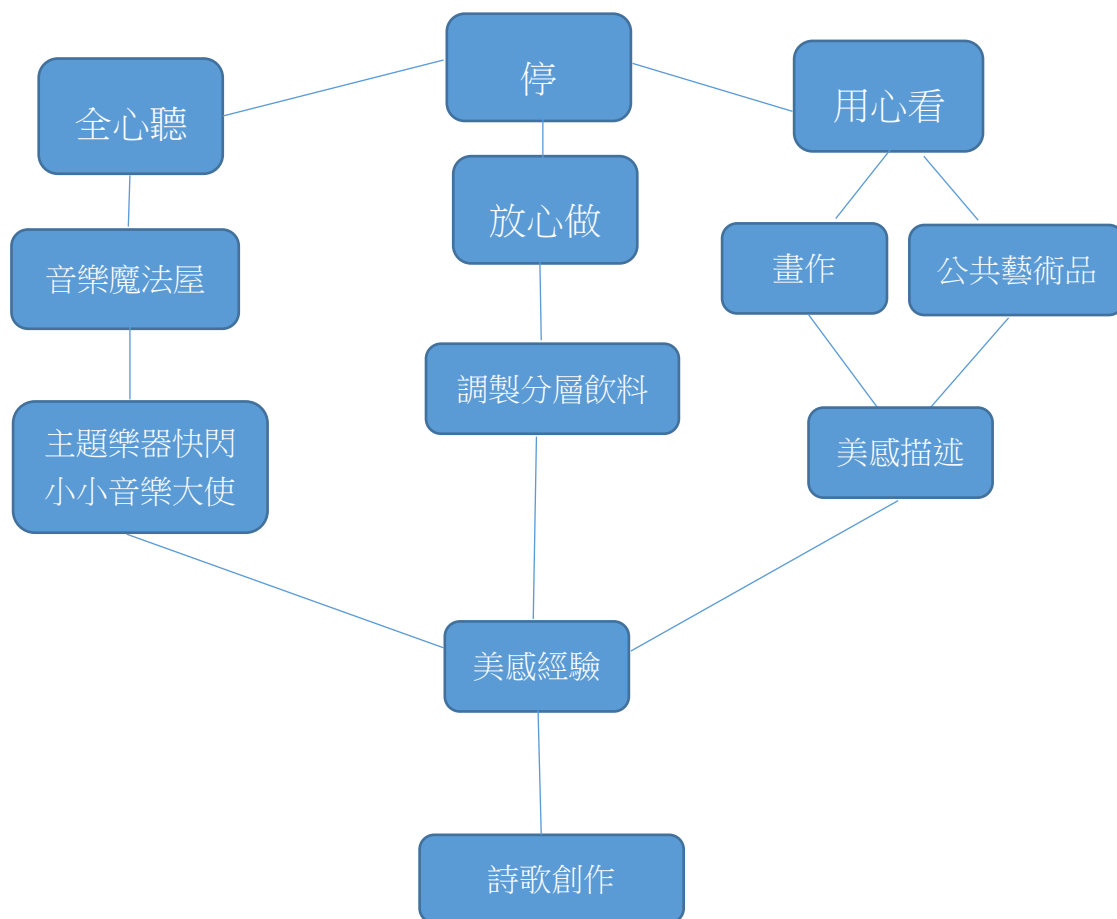 停
全心聽
用心看
放心做
音樂魔法屋
畫作
公共藝術品
調製分層飲料
主題樂器快閃
小小音樂大使
美感描述
美感經驗
詩歌創作